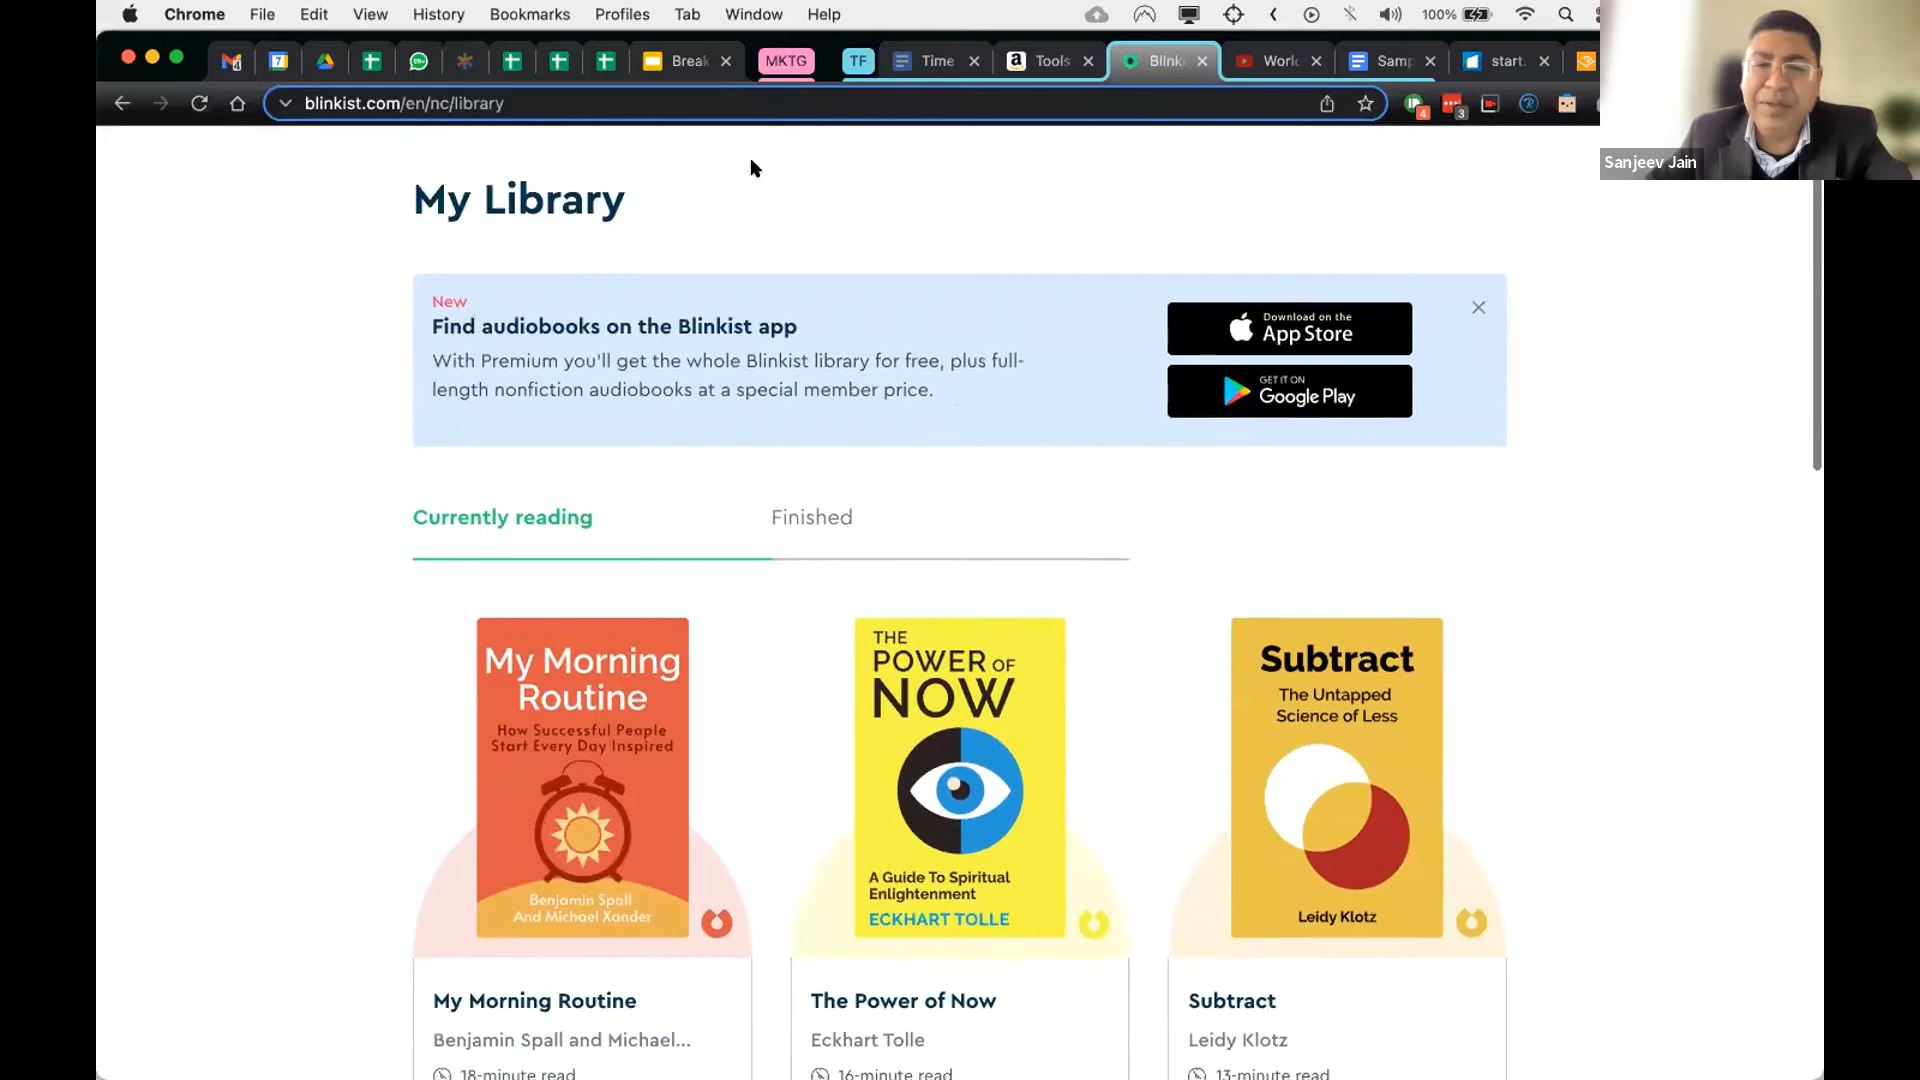 Chrome File Edit View History Bookmarks Profiles Tab Window Help 100%
7 Break MKTG TF Time Tools Blinki Worl Samp start.
blinkist.com/en/nc/library 4 3
Sanjeev Jain
My Library
New
Find audiobooks on the Blinkist app
With Premium you'll get the whole Blinkist library for free, plus full-
length nonfiction audiobooks at a special member price.
Download on the
App Store
GET IT ON
Google Play
Currently reading Finished
My Morning
Routine
How Successful People
Start Every Day Inspired
Benjamin Spall
And Michael Xander
THE
POWER OF
NOW
A Guide To Spiritual
Enlightenment
ECKHART TOLLE
Subtract
The Untapped
Science of Less
Leidy Klotz
My Morning Routine
Benjamin Spall and Michael...
18-minute read
The Power of Now
Eckhart Tolle
16-minute read
Subtract
Leidy Klotz
13-minute read